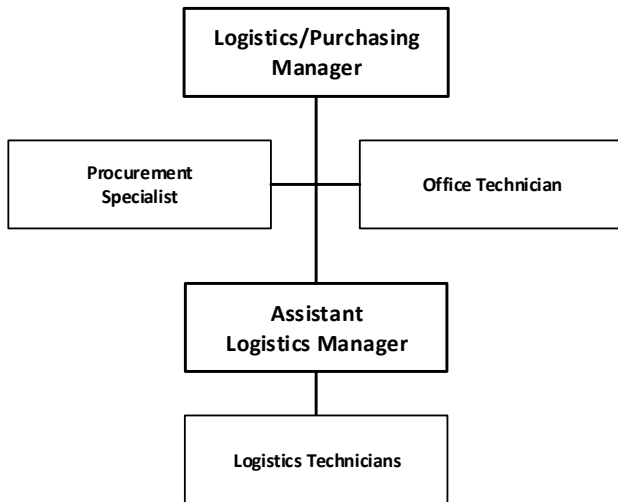 Logistics/Purchasing
Manager
Procurement
Specialist
Office Technician
Assistant
Logistics Manager
Logistics Technicians